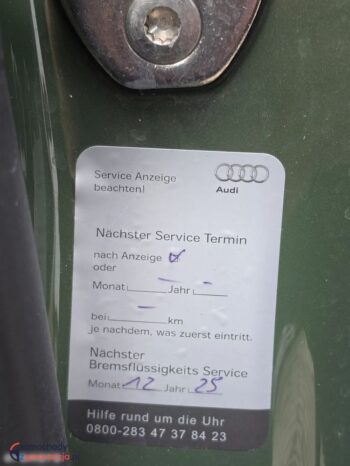 Service Anzeige
beachten!
Audi
Nächster Service Termin
nach Anzeige
oder
Monat – Jahr –
bei – km
je nachdem, was zuerst eintritt.
Nächster
Bremsflüssigkeits Service
Monat 12 Jahr 25
Hilfe rund um die Uhr
0800-283 47 37 84 23